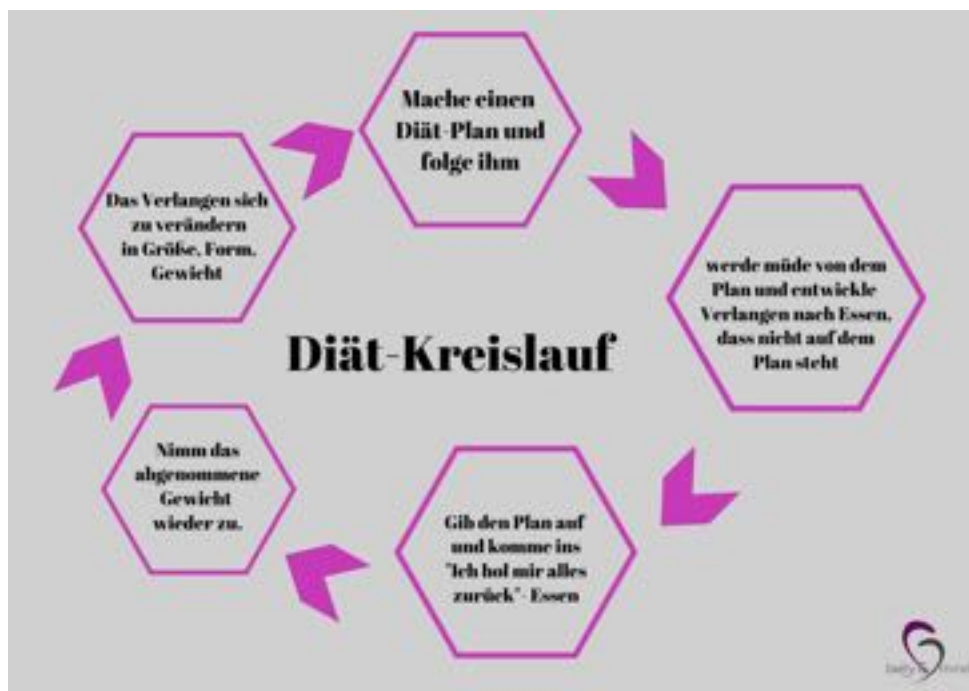 Mache einen
Diät-Plan und
folge ihm
Das Verlangen sich
zu verändern
in Größe, Form,
Gewicht
werde müde von dem
Plan und entwickle
Verlangen nach Essen,
dass nicht auf dem
Plan steht
Diät-Kreislauf
Nimm das
abgenommene
Gewicht
wieder zu.
Gib den Plan auf
und komme ins
"Ich hol mir alles
zurück"- Essen